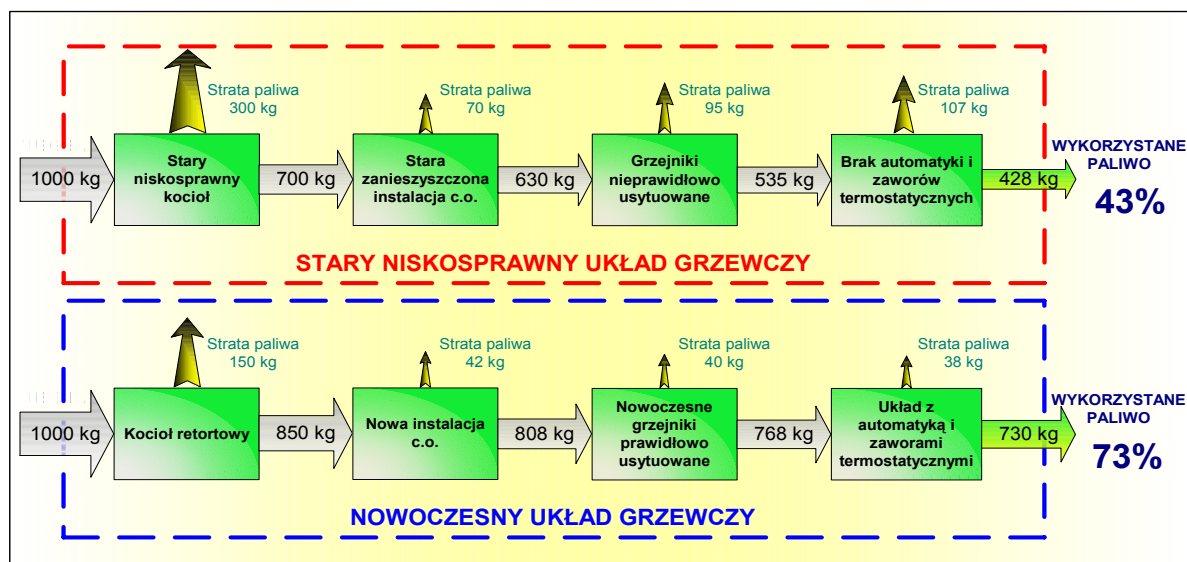 Strata paliwa
300 kg
Strata paliwa
70 kg
Strata paliwa
95 kg
Strata paliwa
107 kg
1000 kg
Stary
niskosprawny
kocioł
700 kg
Stara
zanieszyszczona
instalacja c.o.
630 kg
Grzejniki
nieprawidłowo
usytuowane
535 kg
Brak automatyki i
zaworów
termostatycznych
428 kg
WYKORZYSTANE
PALIWO
43%
STARY NISKOSPRAWNY UKŁAD GRZEWCZY
Strata paliwa
150 kg
Strata paliwa
42 kg
Strata paliwa
40 kg
Strata paliwa
38 kg
1000 kg
Kocioł retortowy
850 kg
Nowa instalacja
c.o.
808 kg
Nowoczesne
grzejniki
prawidłowo
usytuowane
768 kg
Układ z
automatyką i
zaworami
termostatycznymi
730 kg
WYKORZYSTANE
PALIWO
73%
NOWOCZESNY UKŁAD GRZEWCZY